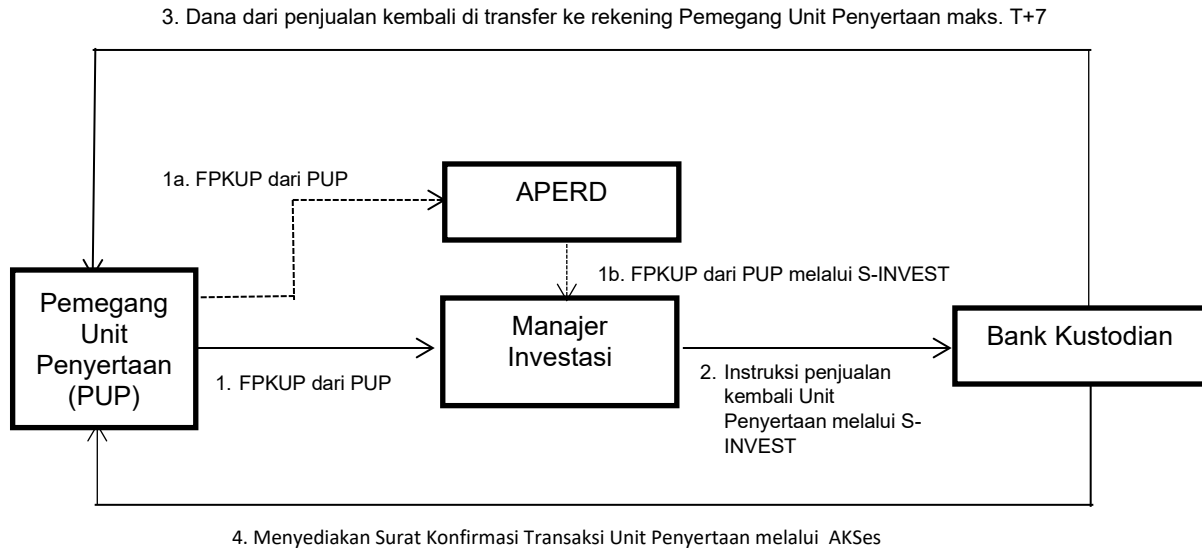 3. Dana dari penjualan kembali di transfer ke rekening Pemegang Unit Penyertaan maks. T+7
1a. FPKUP dari PUP
APERD
1b. FPKUP dari PUP melalui S-INVEST
Pemegang
Unit
Penyertaan
(PUP)
Manajer
Investasi
Bank Kustodian
1. FPKUP dari PUP
2. Instruksi penjualan
kembali Unit
Penyertaan melalui S-
INVEST
4. Menyediakan Surat Konfirmasi Transaksi Unit Penyertaan melalui AKSes